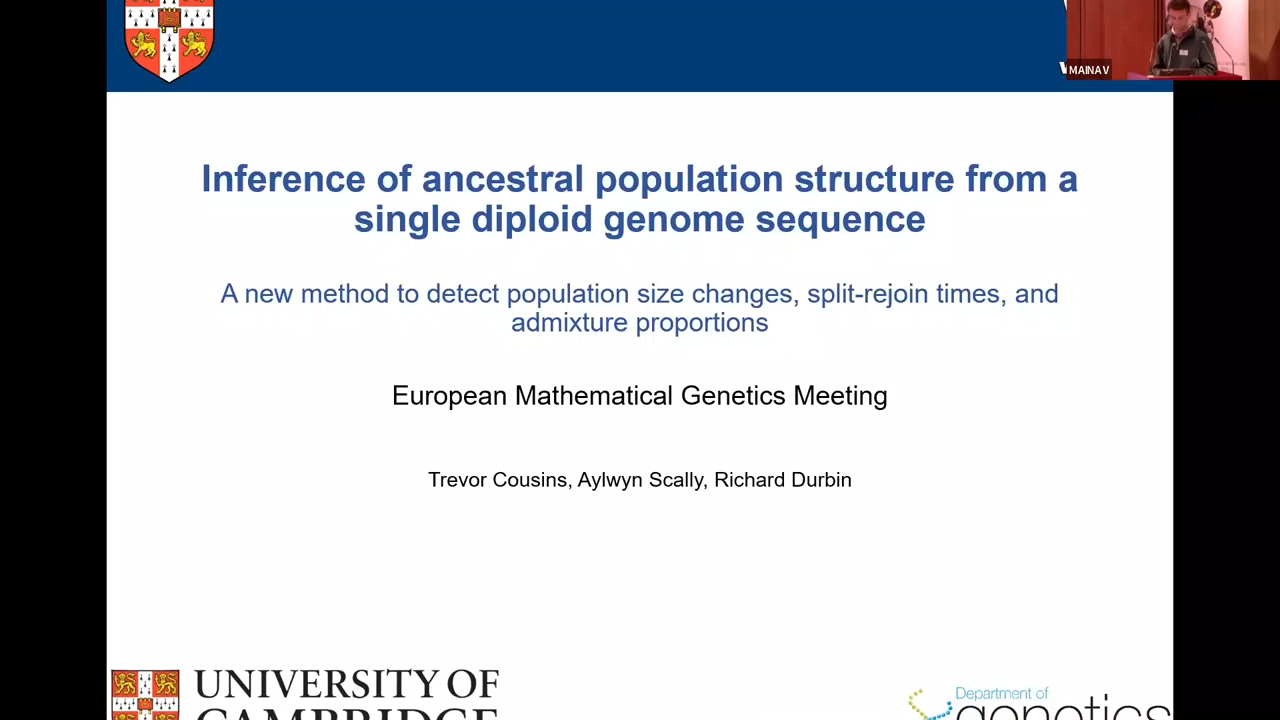 MAINAV
Inference of ancestral population structure from a
single diploid genome sequence
A new method to detect population size changes, split-rejoin times, and
admixture proportions
European Mathematical Genetics Meeting
Trevor Cousins, Aylwyn Scally, Richard Durbin
UNIVERSITY OF
CAMBRIDGE
Department of
genetics